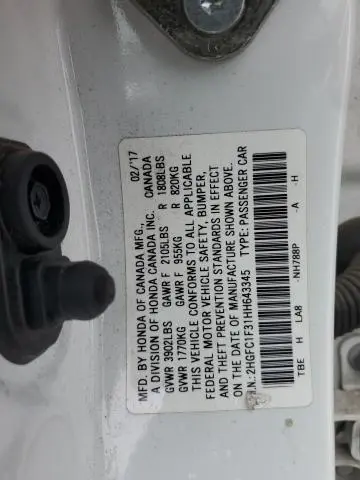 MFD. BY HONDA OF CANADA MFG., 02/17
A DIVISION OF HONDA CANADA INC. CANADA
GVWR 3902LBS GAWR F 2105LBS R 1808LBS
GVWR 1770KG GAWR F 955KG R 820KG
THIS VEHICLE CONFORMS TO ALL APPLICABLE
FEDERAL MOTOR VEHICLE SAFETY, BUMPER,
AND THEFT PREVENTION STANDARDS IN EFFECT
ON THE DATE OF MANUFACTURE SHOWN ABOVE.
I.N.: 2HGFC1F31HH643345 TYPE: PASSENGER CAR
TBE H LA8 -NH788P -A -H